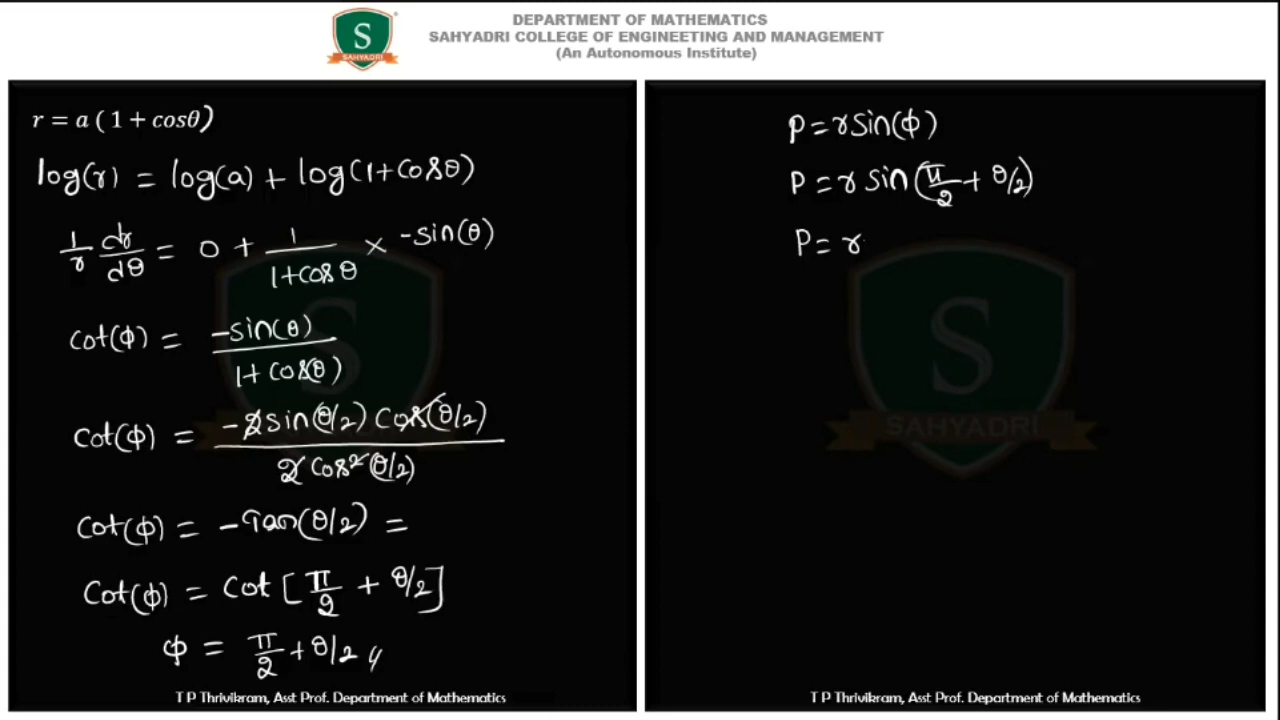 DEPARTMENT OF MATHEMATICS
SAHYADRI COLLEGE OF ENGINEETING AND MANAGEMENT
(An Autonomous Institute)
S
SAHYADRI
r = a ( 1 + cosθ)
log(r) = log(a) + log(1+cosθ)
1/r dr/dθ = 0 + 1/(1+cosθ) × -sin(θ)
cot(ϕ) = -sin(θ)/(1+cos(θ))
cot(ϕ) = -2sin(θ/2) cos(θ/2)/(2cos²(θ/2))
cot(ϕ) = -Tan(θ/2) =
cot(ϕ) = cot[π/2 + θ/2]
ϕ = π/2 + θ/2 //
T P Thrivikram, Asst Prof. Department of Mathematics
P = r sin(ϕ)
P = r sin(π/2 + θ/2)
P = r
SAHYADRI
T P Thrivikram, Asst Prof. Department of Mathematics